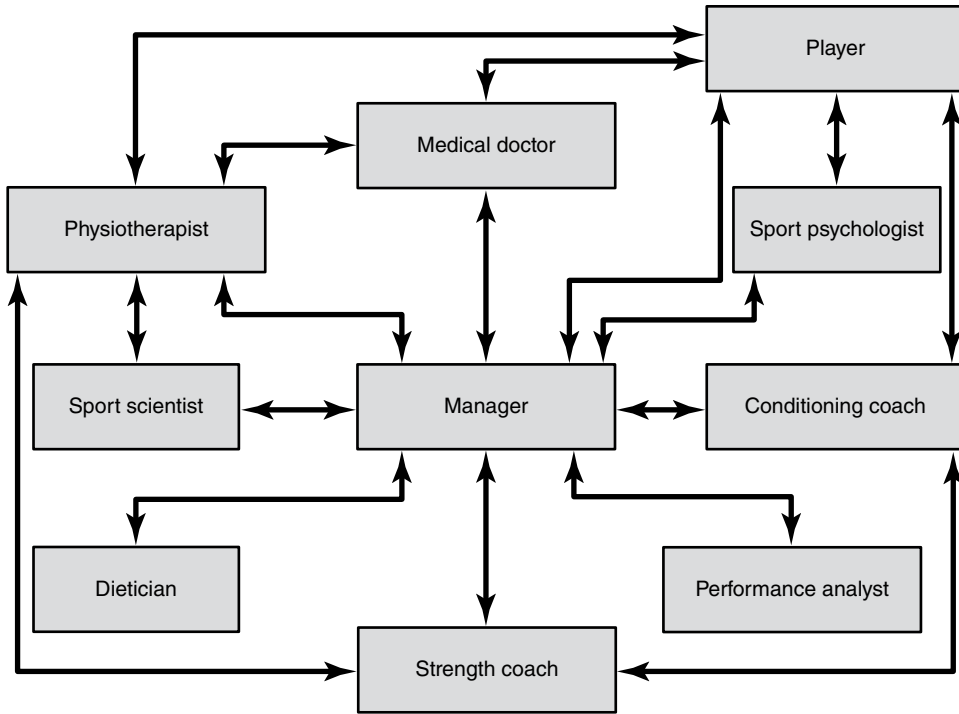 Player
Medical doctor
Physiotherapist
Sport psychologist
Sport scientist
Manager
Conditioning coach
Dietician
Performance analyst
Strength coach